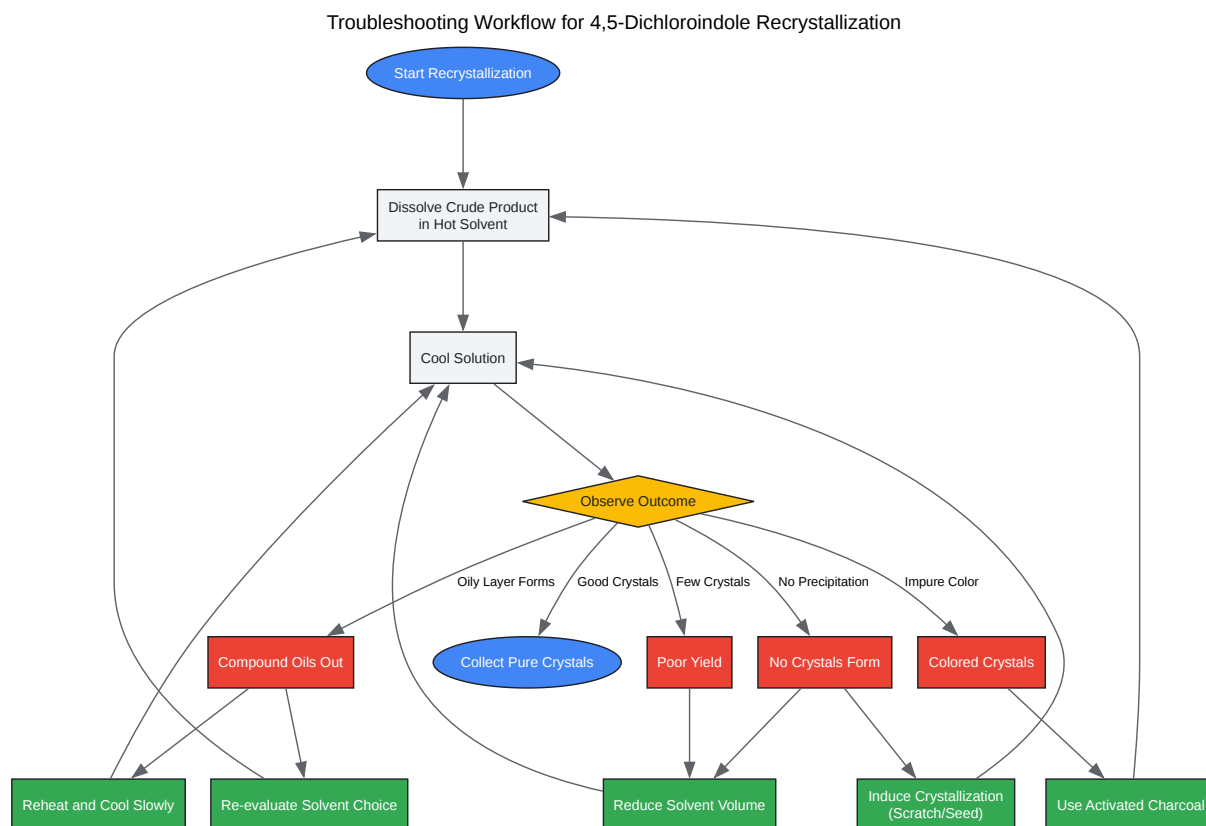 Troubleshooting Workflow for 4,5-Dichloroindole Recrystallization
Start Recrystallization
Dissolve Crude Product
in Hot Solvent
Cool Solution
Observe Outcome
Oily Layer Forms
Good Crystals
Few Crystals
No Precipitation
Impure Color
Compound Oils Out
Collect Pure Crystals
Poor Yield
No Crystals Form
Colored Crystals
Reheat and Cool Slowly
Re-evaluate Solvent Choice
Reduce Solvent Volume
Induce Crystallization
(Scratch/Seed)
Use Activated Charcoal